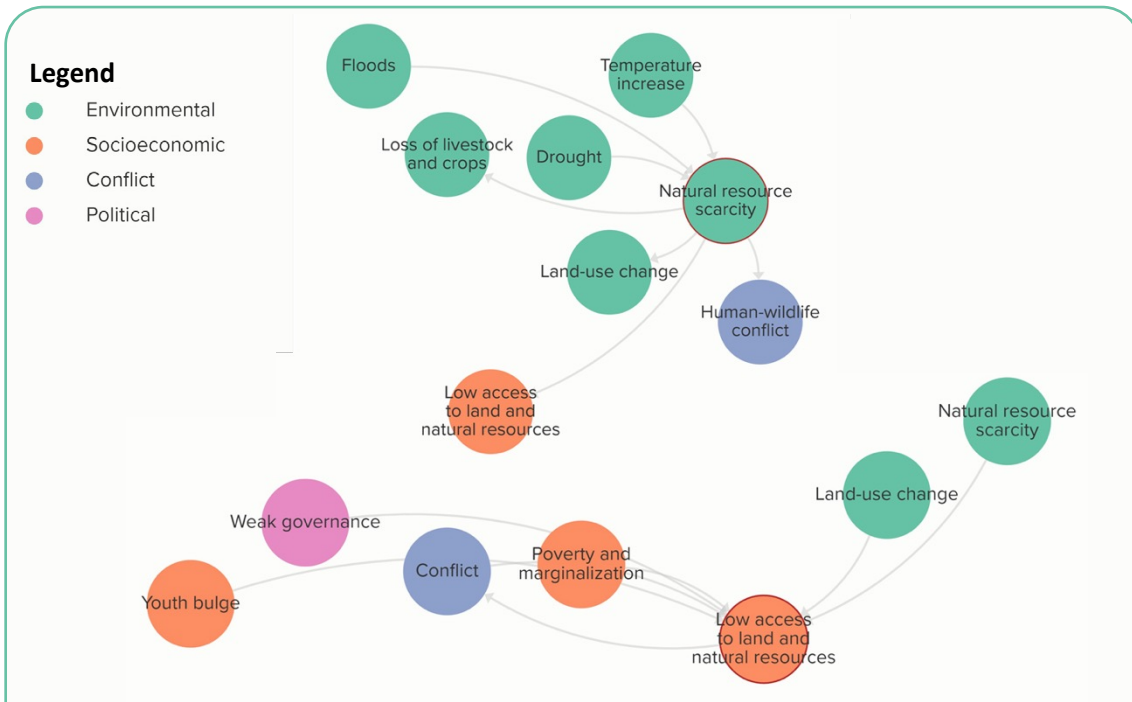 Legend
Environmental
Socioeconomic
Conflict
Political
Floods
Temperature
increase
Loss of livestock
and crops
Drought
Natural resource
scarcity
Land-use change
Human-wildlife
conflict
Low access
to land and
natural resources
Natural resource
scarcity
Land-use change
Weak governance
Conflict
Poverty and
marginalization
Youth bulge
Low access
to land and
natural resources